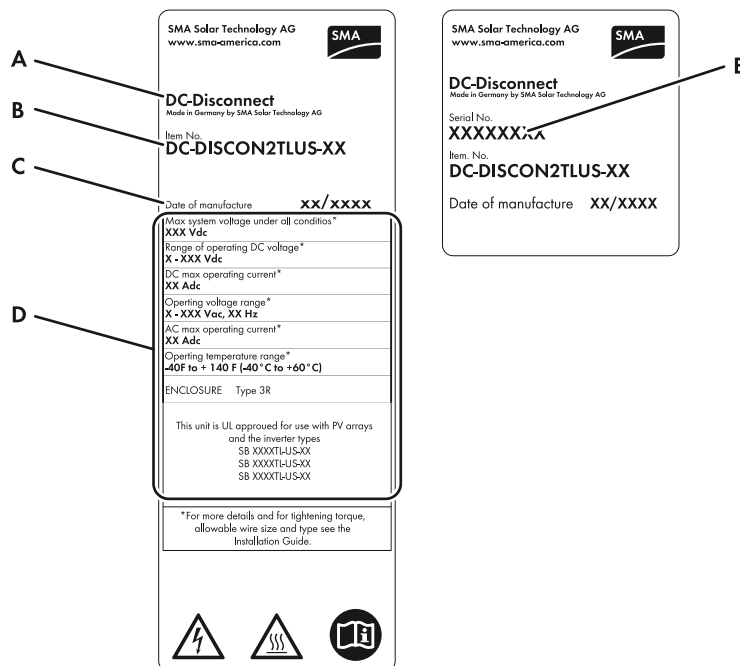 SMA Solar Technology AG
www.sma-america.com
SMA
A
DC-Disconnect
Made in Germany by SMA Solar Technology AG
B
Item No.
DC-DISCON2TLUS-XX
C
Date of manufacture xx/xxxx
D
Max system voltage under all conditios*
XXX Vdc
Range of operating DC voltage*
X - XXX Vdc
DC max operating current*
XX Adc
Operting voltage range*
X - XXX Vac, XX Hz
AC max operating current*
XX Adc
Operting temperature range*
-40F to + 140 F (-40°C to +60°C)
ENCLOSURE Type 3R
This unit is UL approued for use with PV arrays
and the inverter types
SB XXXXTL-US-XX
SB XXXXTL-US-XX
SB XXXXTL-US-XX
*For more details and for tightening torque,
allowable wire size and type see the
Installation Guide.
SMA Solar Technology AG
www.sma-america.com
SMA
E
DC-Disconnect
Made in Germany by SMA Solar Technology AG
Serial No.
XXXXXXXX
Item. No.
DC-DISCON2TLUS-XX
Date of manufacture XX/XXXX